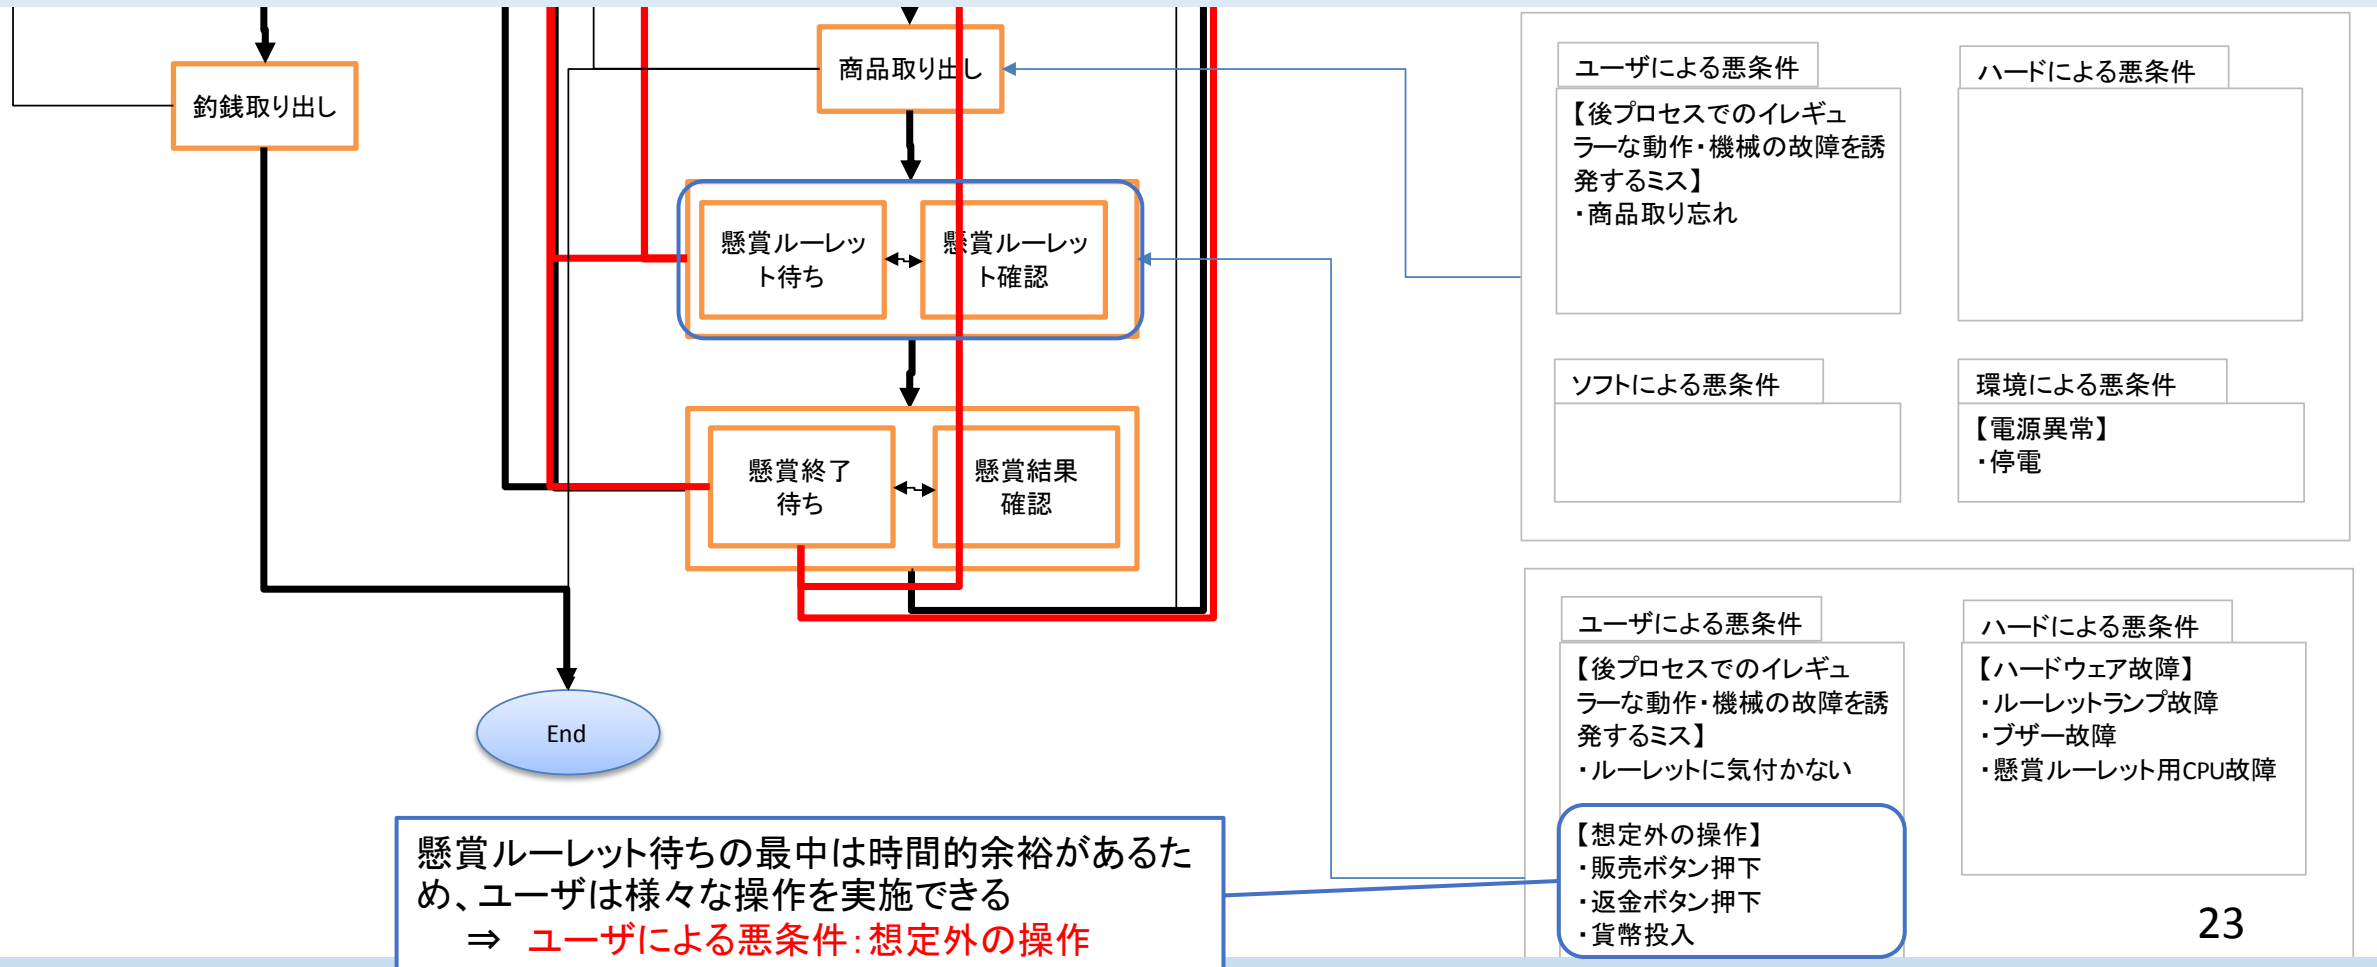 釣銭取り出し
商品取り出し
懸賞ルーレッ
ト待ち
懸賞ルーレッ
ト確認
懸賞終了
待ち
懸賞結果
確認
End
懸賞ルーレット待ちの最中は時間的余裕があるた
め、ユーザは様々な操作を実施できる
⇒ ユーザによる悪条件：想定外の操作
ユーザによる悪条件
【後プロセスでのイレギュ
ラーな動作・機械の故障を誘
発するミス】
・商品取り忘れ
ハードによる悪条件
ソフトによる悪条件
環境による悪条件
【電源異常】
・停電
ユーザによる悪条件
【後プロセスでのイレギュ
ラーな動作・機械の故障を誘
発するミス】
・ルーレットに気付かない
【想定外の操作】
・販売ボタン押下
・返金ボタン押下
・貨幣投入
ハードによる悪条件
【ハードウェア故障】
・ルーレットランプ故障
・ブザー故障
・懸賞ルーレット用CPU故障
23